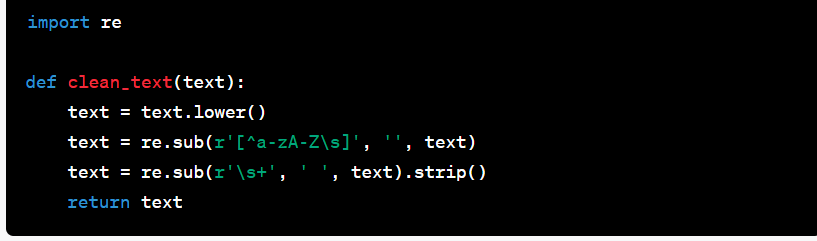 import re
def clean_text(text):
    text = text.lower()
    text = re.sub(r'[^a-zA-Z\s]', '', text)
    text = re.sub(r'\s+', ' ', text).strip()
    return text